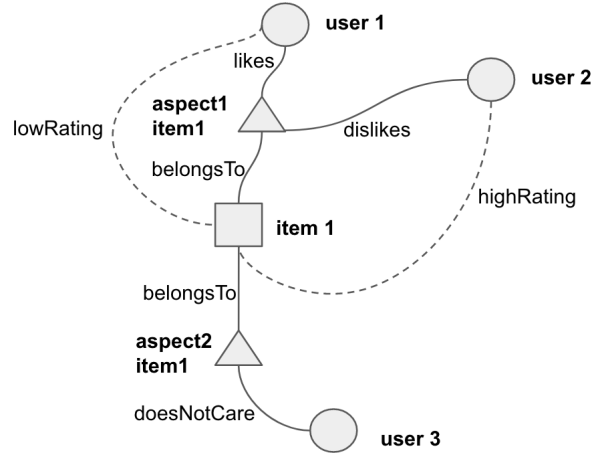 user 1
likes
user 2
aspect1
item1
lowRating
dislikes
belongsTo
highRating
item 1
belongsTo
aspect2
item1
doesNotCare
user 3